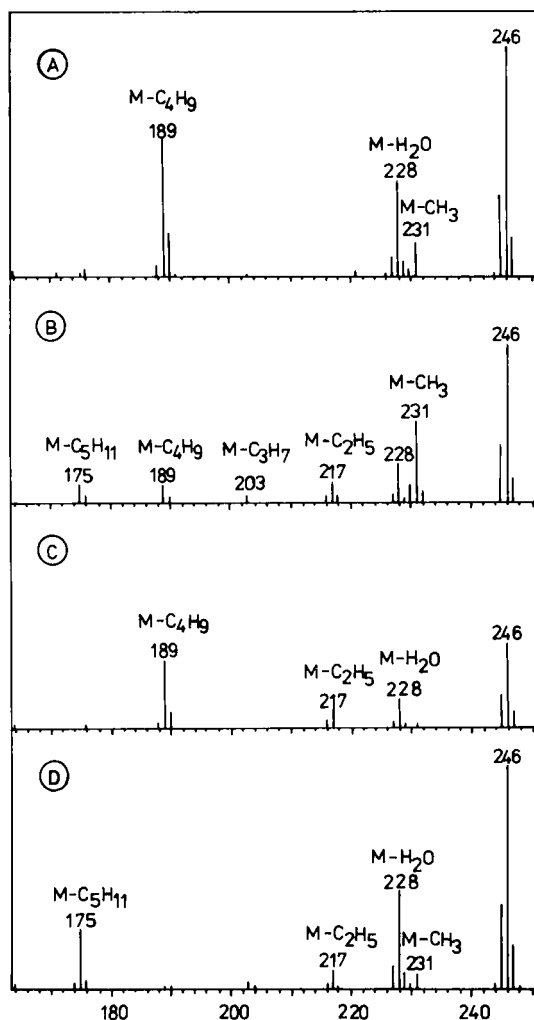 A
246
M-C₄H₉
189
M-H₂O
228
M-CH₃
231
B
246
M-CH₃
231
M-C₅H₁₁
175
M-C₄H₉
189
M-C₃H₇
203
M-C₂H₅
217
228
C
M-C₄H₉
189
246
M-C₂H₅
217
M-H₂O
228
D
246
M-H₂O
228
M-C₅H₁₁
175
M-C₂H₅
217
M-CH₃
231
180 200 220 240